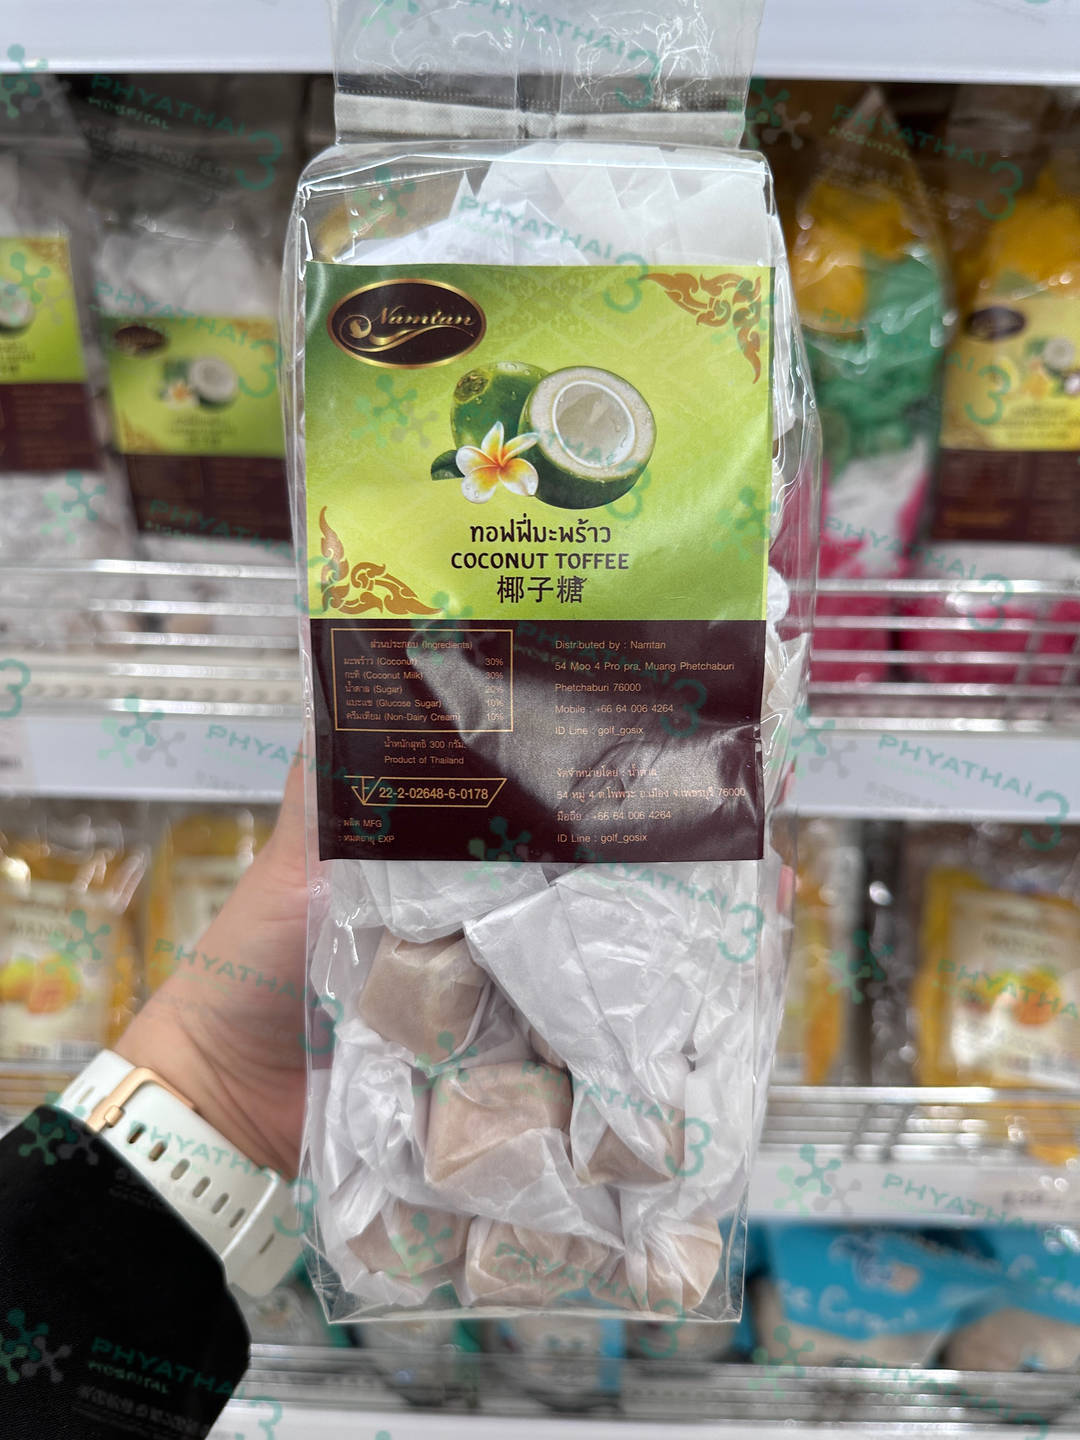 Namtan
ทอฟฟี่มะพร้าว
COCONUT TOFFEE
椰子糖
ส่วนประกอบ (Ingredients)
มะพร้าว (Coconut) 30%
กะทิ (Coconut Milk) 30%
น้ำตาล (Sugar) 20%
แบะแซ (Glucose Sugar) 10%
ครีมเทียม (Non-Dairy Cream) 10%
น้ำหนักสุทธิ 300 กรัม.
Product of Thailand
22-2-02648-6-0178
: ผลิต MFG
: หมดอายุ EXP
Distributed by : Namtan
54 Moo 4 Pro pra, Muang Phetchaburi
Phetchaburi 76000
Mobile : +66 64 006 4264
ID Line : golf_gosix
จัดจำหน่ายโดย : น้ำตาล
54 หมู่ 4 ต.โพพระ อ.เมือง จ.เพชรบุรี 76000
มือถือ : +66 64 006 4264
ID Line : golf_gosix
PHYATHAI 3
HOSPITAL